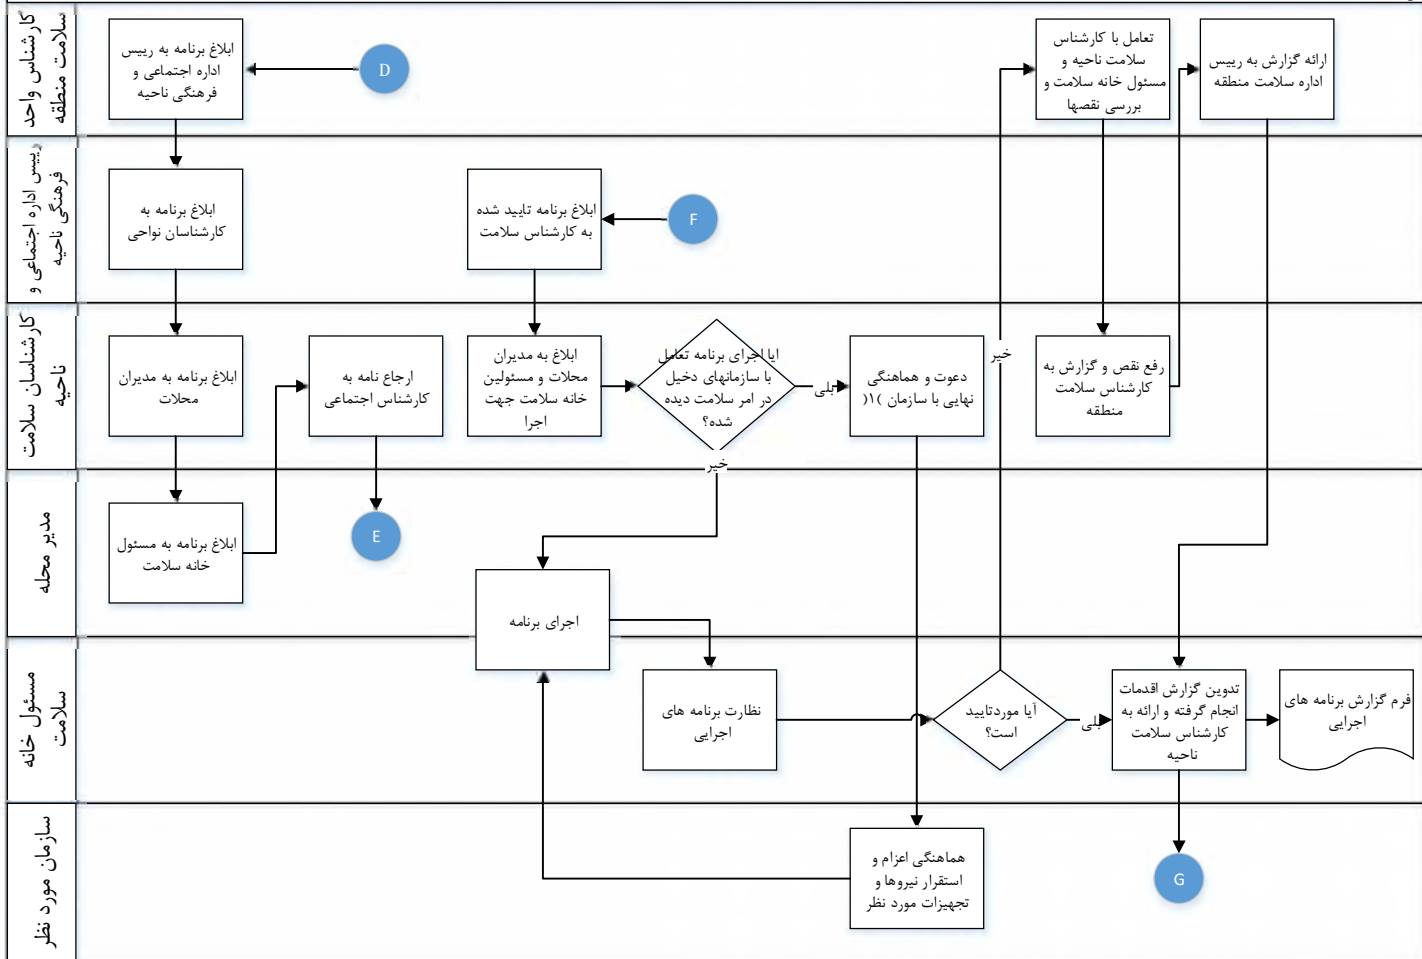 کارشناس واحد
سلامت منطقه
ابلاغ برنامه به رییس
اداره اجتماعی و
فرهنگی ناحیه
D
تعامل با کارشناس
سلامت ناحیه و
مسئول خانه سلامت و
بررسی نقصها
ارائه گزارش به رییس
اداره سلامت منطقه
رییس اداره اجتماعی و
فرهنگی ناحیه
ابلاغ برنامه به
کارشناسان نواحی
ابلاغ برنامه تایید شده
به کارشناس سلامت
F
کارشناسان سلامت
ناحیه
ابلاغ برنامه به مدیران
محلات
ارجاع نامه به
کارشناس اجتماعی
ابلاغ به مدیران
محلات و مسئولین
خانه سلامت جهت
اجرا
ایا اجرای برنامه تعامل
با سازمانهای دخیل
در امر سلامت دیده
شده؟
بلی
خیر
دعوت و هماهنگی
نهایی با سازمان )۱(
خیر
رفع نقص و گزارش به
کارشناس سلامت
منطقه
مدیر محله
ابلاغ برنامه به مسئول
خانه سلامت
E
اجرای برنامه
مسئول خانه
سلامت
نظارت برنامه های
اجرایی
آیا موردتایید
است؟
بلی
تدوین گزارش اقدمات
انجام گرفته و ارائه به
کارشناس سلامت
ناحیه
فرم گزارش برنامه های
اجرایی
سازمان مورد نظر
هماهنگی اعزام و
استقرار نیروها و
تجهیزات مورد نظر
G